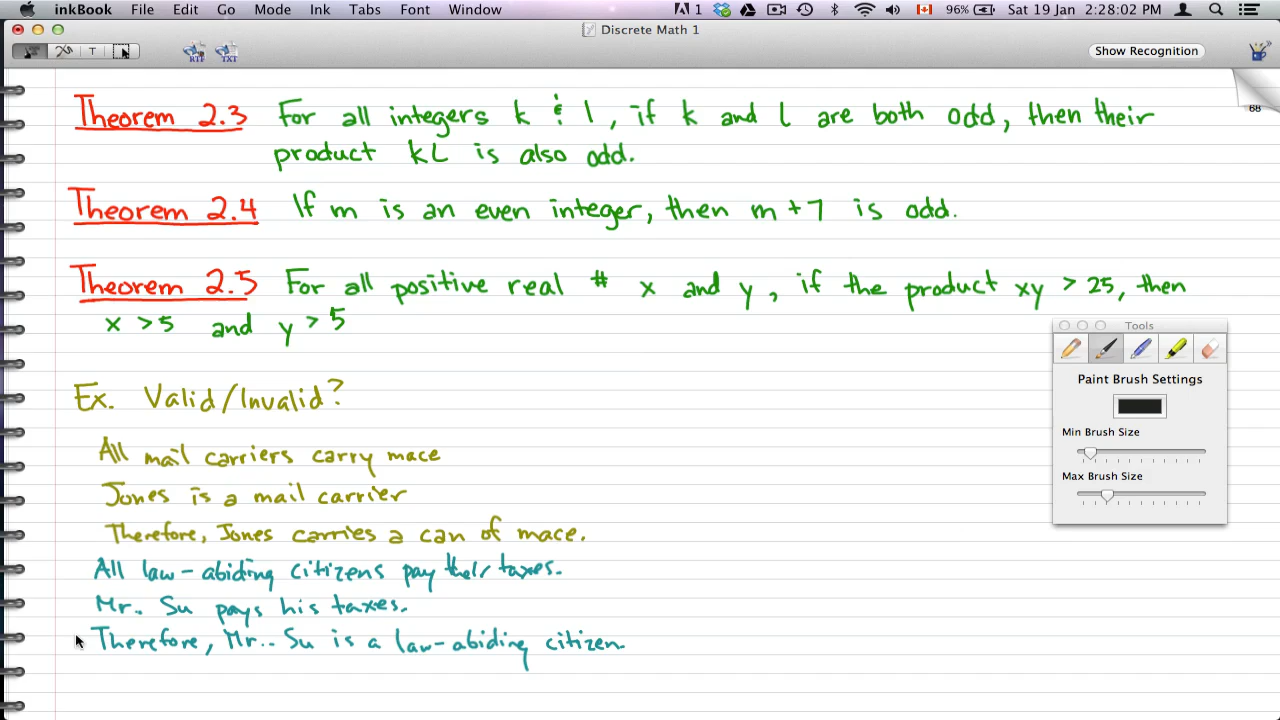 inkBook File Edit Go Mode Ink Tabs Font Window 1 96% Sat 19 Jan 2:28:02 PM
Discrete Math 1
T RTF TXT Show Recognition
88
Theorem 2.3 For all integers k & l, if k and l are both odd, then their
product kL is also odd.
Theorem 2.4 If m is an even integer, then m + 7 is odd.
Theorem 2.5 For all positive real # x and y, if the product xy > 25, then
x > 5 and y > 5
Tools
Paint Brush Settings
Min Brush Size
Max Brush Size
Ex. Valid/Invalid?
All mail carriers carry mace
Jones is a mail carrier
Therefore, Jones carries a can of mace.
All law-abiding citizens pay their taxes.
Mr. Su pays his taxes.
Therefore, Mr.. Su is a law-abiding citizen.